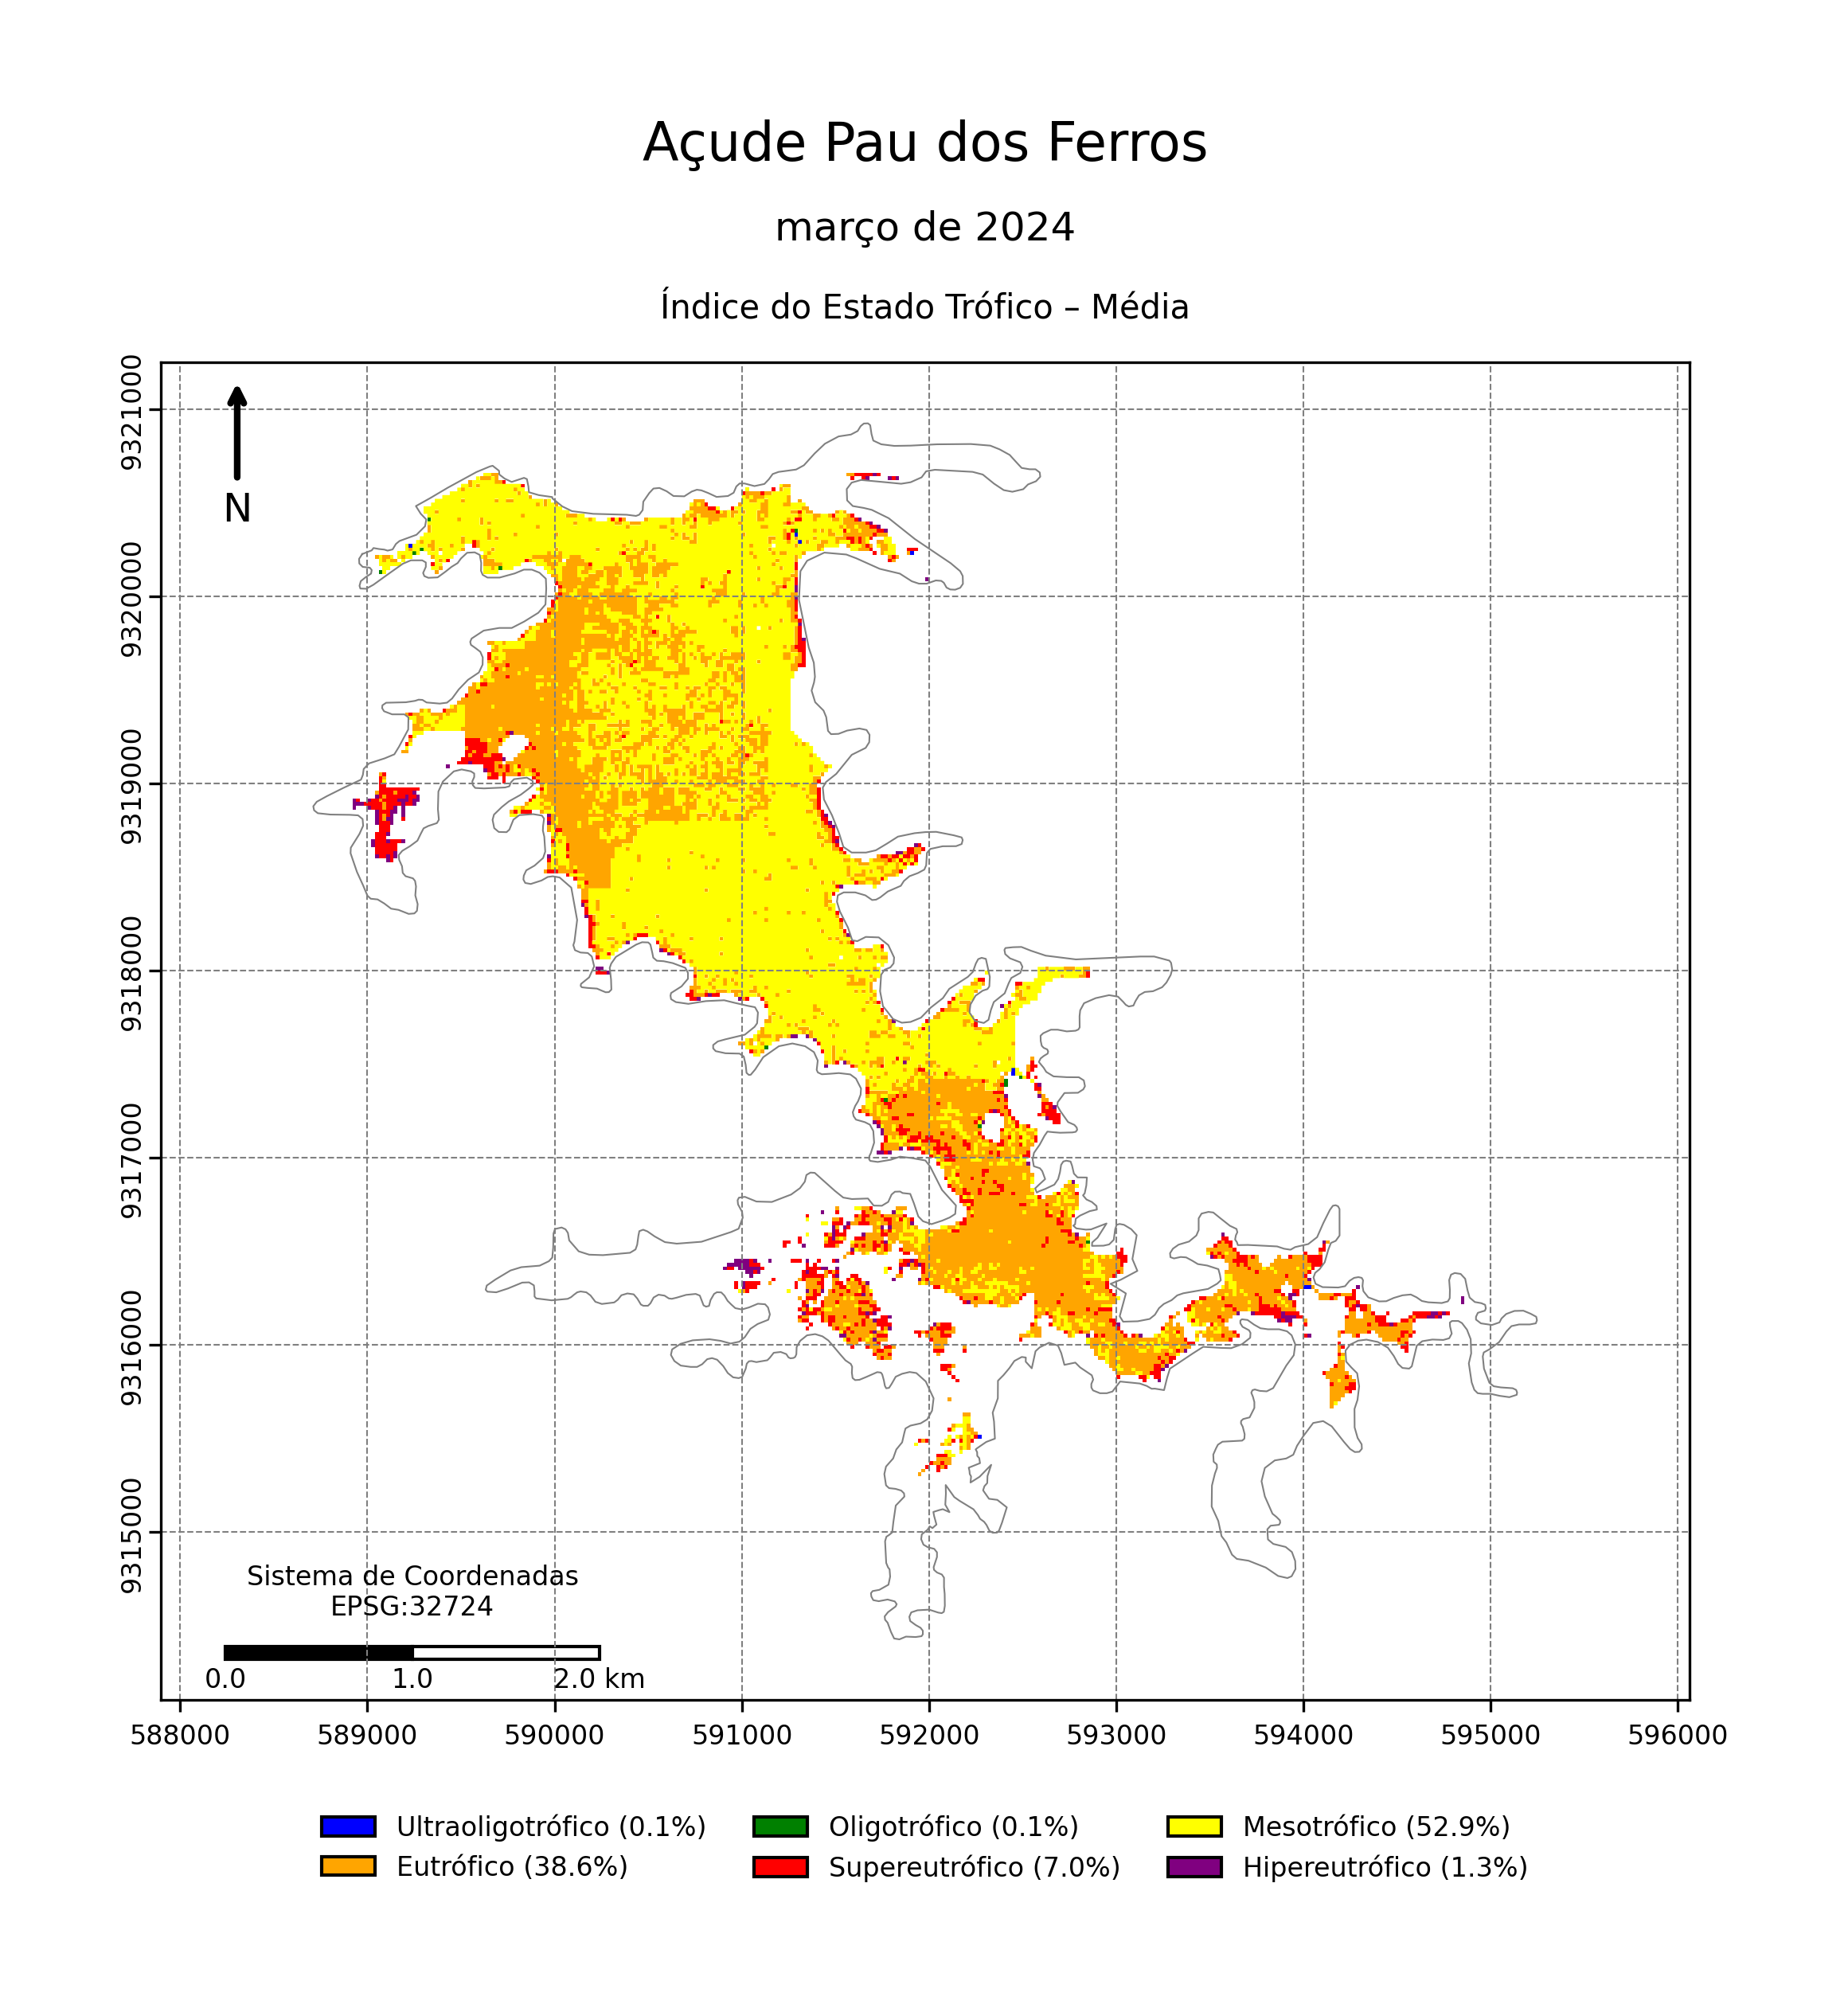 Açude Pau dos Ferros
março de 2024
Índice do Estado Trófico – Média
9321000
9320000
9319000
9318000
9317000
9316000
9315000
N
Sistema de Coordenadas
EPSG:32724
0.0 1.0 2.0 km
588000 589000 590000 591000 592000 593000 594000 595000 596000
Ultraoligotrófico (0.1%) Oligotrófico (0.1%) Mesotrófico (52.9%)
Eutrófico (38.6%) Supereutrófico (7.0%) Hipereutrófico (1.3%)